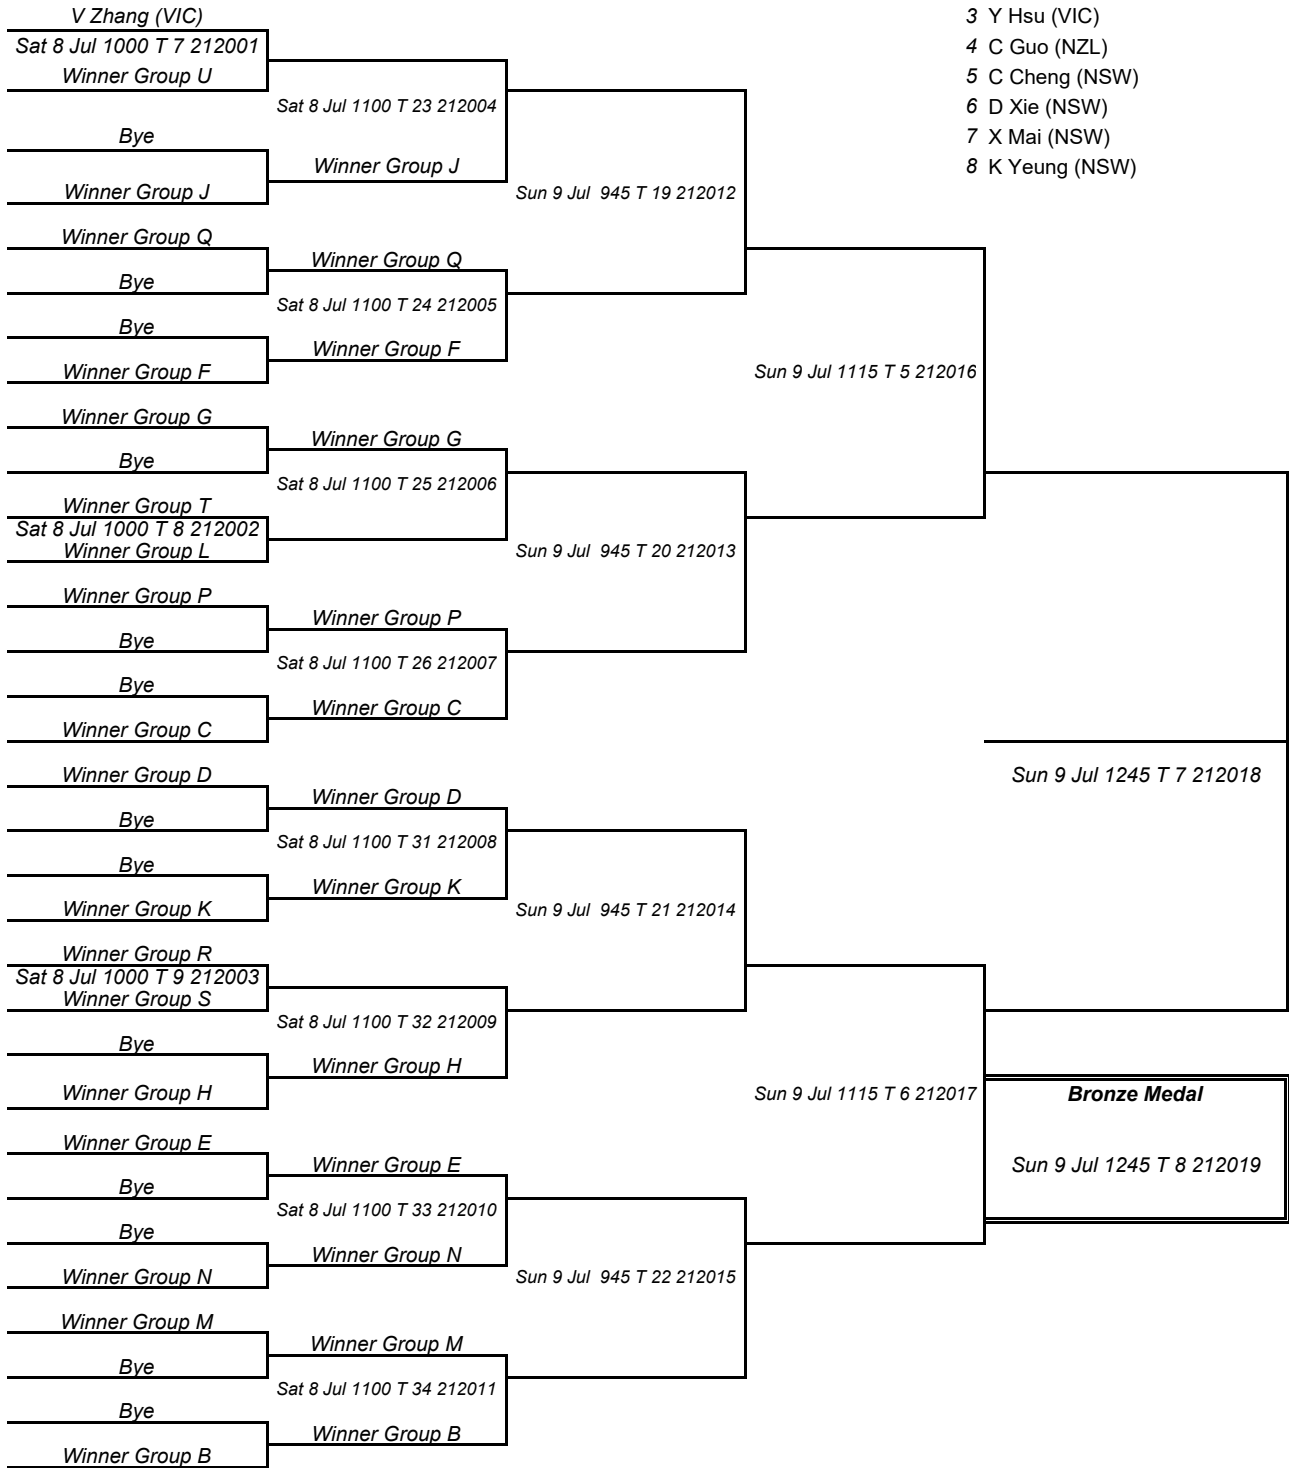 V Zhang (VIC)
Sat 8 Jul 1000 T 7 212001
Winner Group U
Bye
Winner Group J
Winner Group Q
Bye
Bye
Winner Group F
Winner Group G
Bye
Winner Group T
Sat 8 Jul 1000 T 8 212002
Winner Group L
Winner Group P
Bye
Bye
Winner Group C
Winner Group D
Bye
Bye
Winner Group K
Winner Group R
Sat 8 Jul 1000 T 9 212003
Winner Group S
Bye
Winner Group H
Winner Group E
Bye
Bye
Winner Group N
Winner Group M
Bye
Bye
Winner Group B
Sat 8 Jul 1100 T 23 212004
Winner Group J
Winner Group Q
Sat 8 Jul 1100 T 24 212005
Winner Group F
Winner Group G
Sat 8 Jul 1100 T 25 212006
Winner Group P
Sat 8 Jul 1100 T 26 212007
Winner Group C
Winner Group D
Sat 8 Jul 1100 T 31 212008
Winner Group K
Sat 8 Jul 1100 T 32 212009
Winner Group H
Winner Group E
Sat 8 Jul 1100 T 33 212010
Winner Group N
Winner Group M
Sat 8 Jul 1100 T 34 212011
Winner Group B
Sun 9 Jul 945 T 19 212012
Sun 9 Jul 945 T 20 212013
Sun 9 Jul 945 T 21 212014
Sun 9 Jul 945 T 22 212015
Sun 9 Jul 1115 T 5 212016
Sun 9 Jul 1115 T 6 212017
3 Y Hsu (VIC)
4 C Guo (NZL)
5 C Cheng (NSW)
6 D Xie (NSW)
7 X Mai (NSW)
8 K Yeung (NSW)
Sun 9 Jul 1245 T 7 212018
Bronze Medal
Sun 9 Jul 1245 T 8 212019